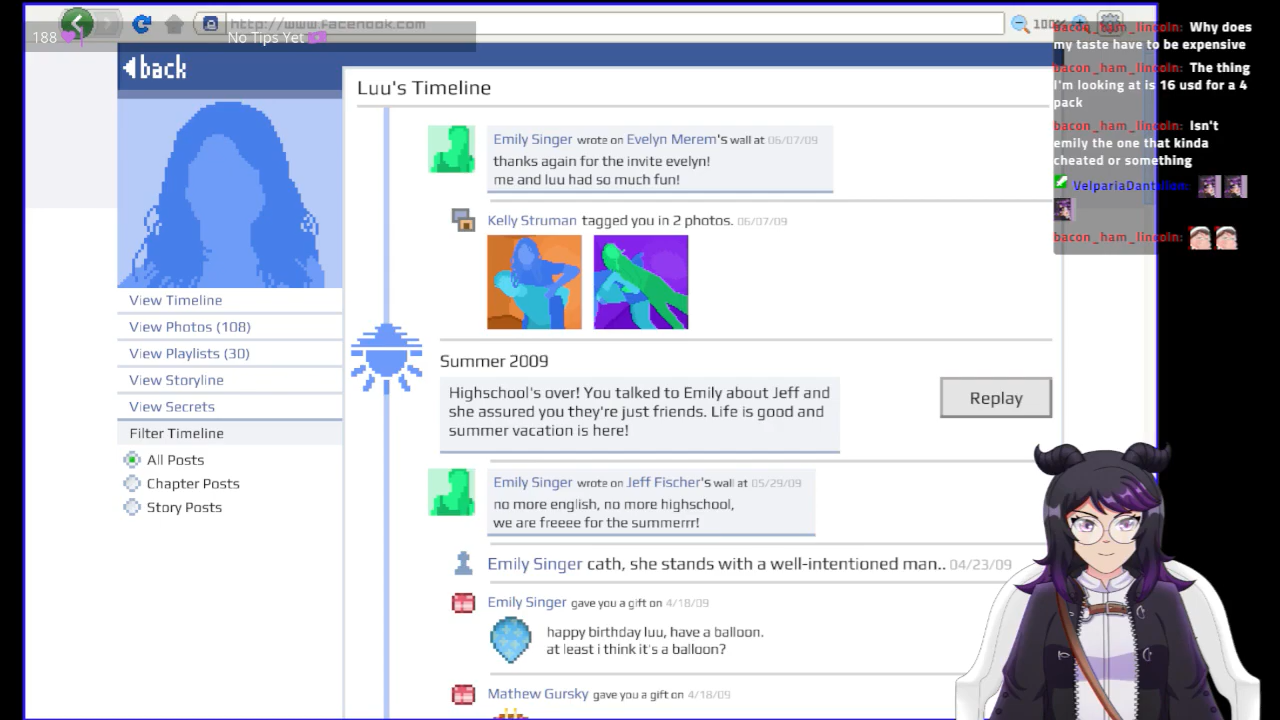 http://www.facenook.com
100%
188
No Tips Yet
back
Luu's Timeline
Emily Singer wrote on Evelyn Merem's wall at 06/07/09
thanks again for the invite evelyn!
me and luu had so much fun!
Kelly Struman tagged you in 2 photos. 06/07/09
View Timeline
View Photos (108)
View Playlists (30)
View Storyline
View Secrets
Filter Timeline
All Posts
Chapter Posts
Story Posts
Summer 2009
Highschool's over! You talked to Emily about Jeff and
she assured you they're just friends. Life is good and
summer vacation is here!
Replay
Emily Singer wrote on Jeff Fischer's wall at 05/29/09
no more english, no more highschool,
we are freeee for the summerrr!
Emily Singer cath, she stands with a well-intentioned man.. 04/23/09
Emily Singer gave you a gift on 4/18/09
happy birthday luu, have a balloon.
at least i think it's a balloon?
Mathew Gursky gave you a gift on 4/18/09
bacon_ham_lincoln: Why does
my taste have to be expensive
bacon_ham_lincoln: The thing
I'm looking at is 16 usd for a 4
pack
bacon_ham_lincoln: Isn't
emily the one that kinda
cheated or something
VelpariaDantalion:
bacon_ham_lincoln: